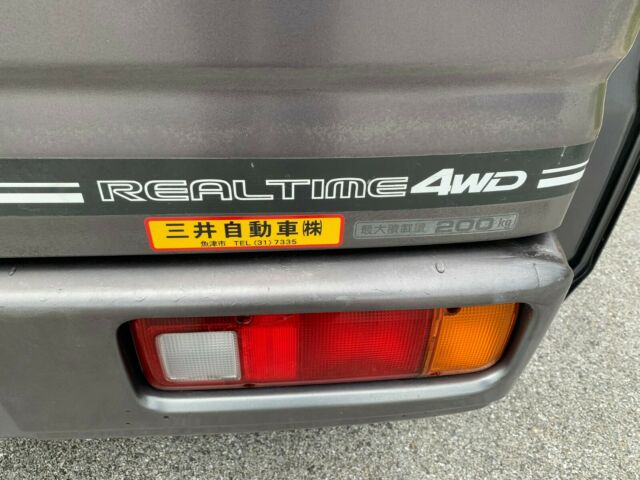 REALTIME 4WD
三井自動車㈱
魚津市 TEL (31) 7335
最大積載量 200kg